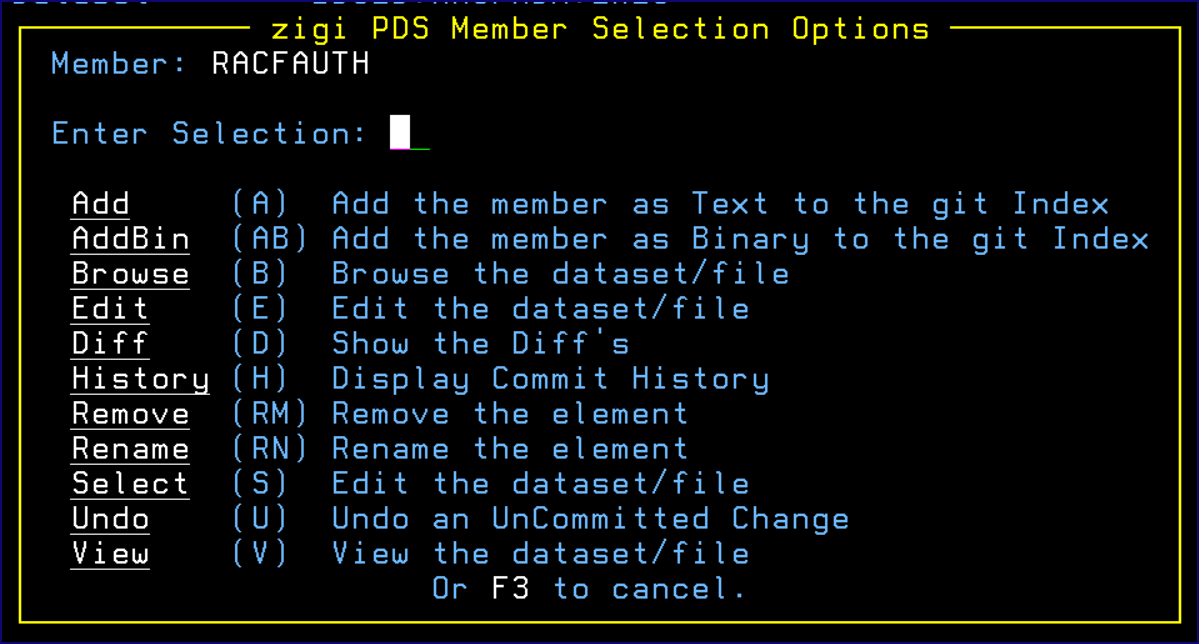 zigi PDS Member Selection Options
Member: RACFAUTH
Enter Selection:
Add (A) Add the member as Text to the git Index
AddBin (AB) Add the member as Binary to the git Index
Browse (B) Browse the dataset/file
Edit (E) Edit the dataset/file
Diff (D) Show the Diff's
History (H) Display Commit History
Remove (RM) Remove the element
Rename (RN) Rename the element
Select (S) Edit the dataset/file
Undo (U) Undo an UnCommitted Change
View (V) View the dataset/file
Or F3 to cancel.